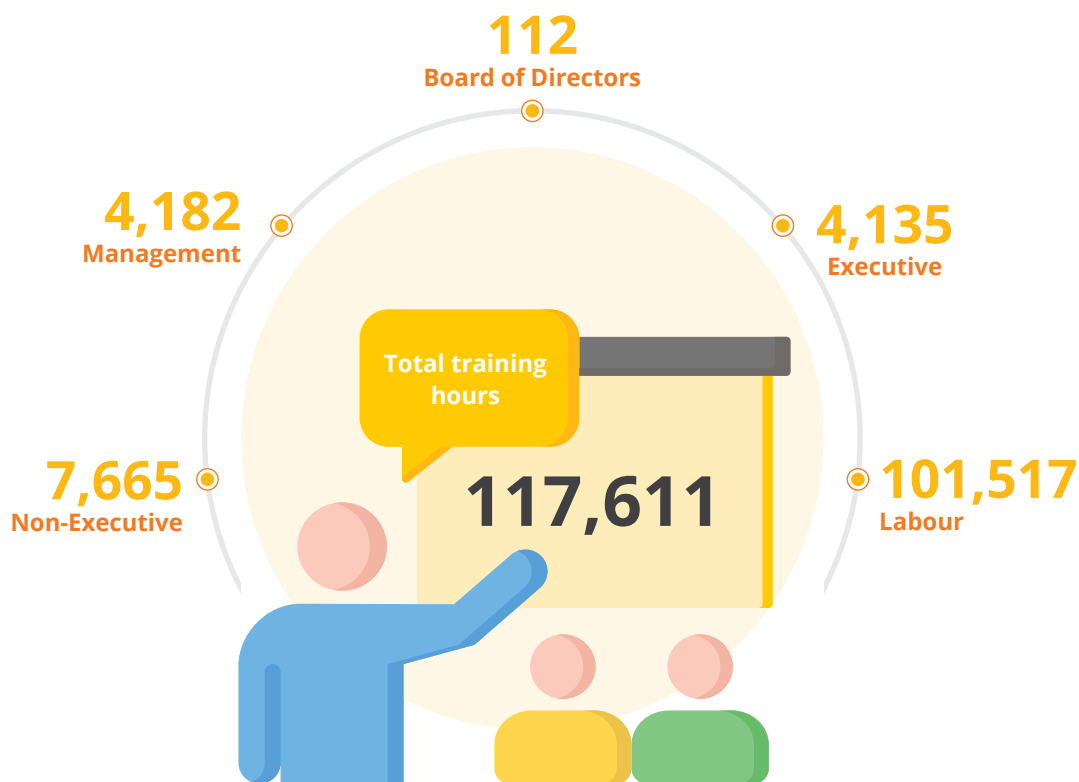 112
Board of Directors
4,182
Management
4,135
Executive
Total training
hours
117,611
7,665
Non-Executive
101,517
Labour